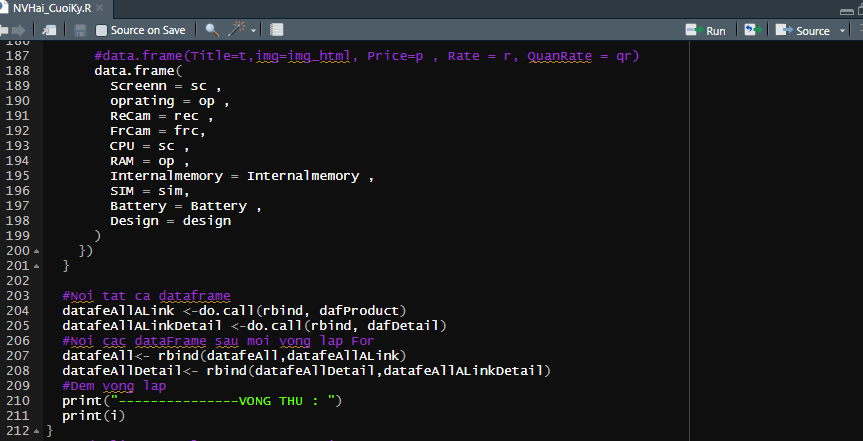 NVHai_CuoiKy.R
Source on Save
Run
Source
187 #data.frame(Title=t,img=img_html, Price=p , Rate = r, QuanRate = qr)
188 data.frame(
189 Screenn = sc ,
190 oprating = op ,
191 ReCam = rec ,
192 FrCam = frc,
193 CPU = sc ,
194 RAM = op ,
195 Internalmemory = Internalmemory ,
196 SIM = sim,
197 Battery = Battery ,
198 Design = design
199 )
200 })
201 }
202
203 #Noi tat ca dataframe
204 datafeAllALink <-do.call(rbind, dafProduct)
205 datafeAllALinkDetail <-do.call(rbind, dafDetail)
206 #Noi cac dataFrame sau moi vong lap For
207 datafeAll<- rbind(datafeAll,datafeAllALink)
208 datafeAllDetail<- rbind(datafeAllDetail,datafeAllALinkDetail)
209 #Dem vong lap
210 print("---------------VONG THU : ")
211 print(i)
212 }